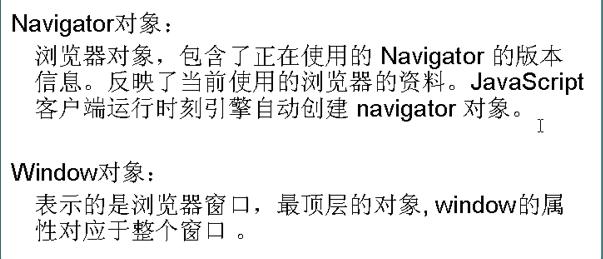 Navigator对象：
浏览器对象，包含了正在使用的 Navigator 的版本
信息。反映了当前使用的浏览器的资料。JavaScript
客户端运行时刻引擎自动创建 navigator 对象。
Window对象：
表示的是浏览器窗口，最顶层的对象, window的属
性对应于整个窗口 。